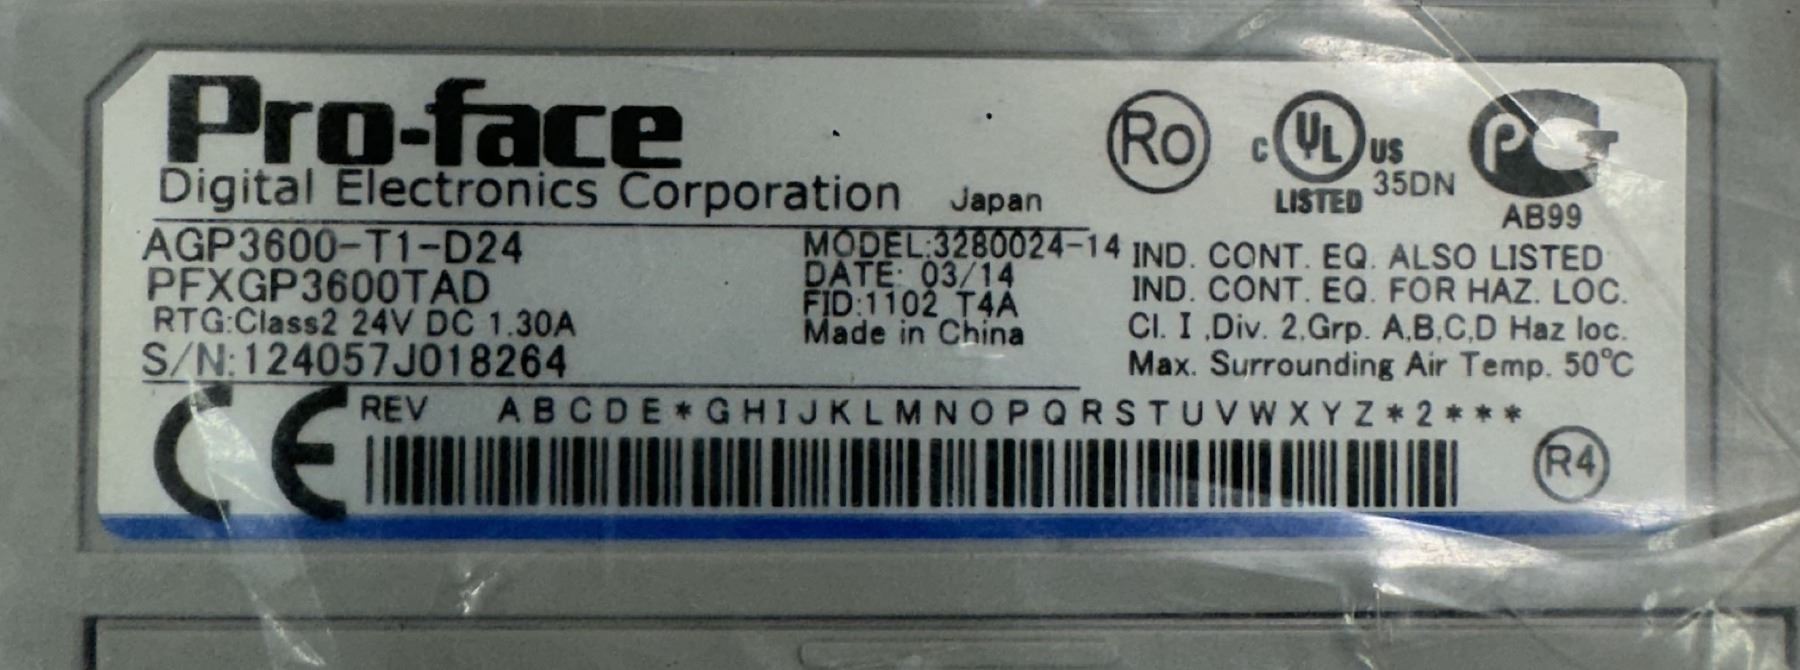 Pro-face
Digital Electronics Corporation Japan
AGP3600-T1-D24
PFXGP3600TAD
RTG:Class2 24V DC 1.30A
S/N:124057J018264
MODEL:3280024-14
DATE: 03/14
FID:1102 T4A
Made in China
Ro
C UL US
LISTED 35DN
PG
AB99
IND. CONT. EQ. ALSO LISTED
IND. CONT. EQ. FOR HAZ. LOC.
Cl. I ,Div. 2,Grp. A,B,C,D Haz loc.
Max. Surrounding Air Temp. 50°C
CE
REV A B C D E * G H I J K L M N O P Q R S T U V W X Y Z * 2 * * *
R4